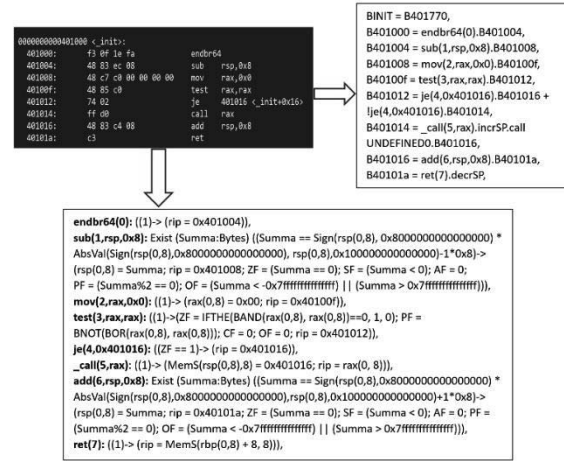 0000000000401000 <_init>:
401000: f3 0f 1e fa endbr64
401004: 48 83 ec 08 sub rsp,0x8
401008: 48 c7 c0 00 00 00 00 mov rax,0x0
40100f: 48 85 c0 test rax,rax
401012: 74 02 je 401016 <_init+0x16>
401014: ff d0 call rax
401016: 48 83 c4 08 add rsp,0x8
40101a: c3 ret
BINIT = B401770,
B401000 = endbr64(0).B401004,
B401004 = sub(1,rsp,0x8).B401008,
B401008 = mov(2,rax,0x0).B40100f,
B40100f = test(3,rax,rax).B401012,
B401012 = je(4,0x401016).B401016 +
!je(4,0x401016).B401014,
B401014 = _call(5,rax).incrSP.call
UNDEFINED0.B401016,
B401016 = add(6,rsp,0x8).B40101a,
B40101a = ret(7).decrSP,
endbr64(0): ((1)-> (rip = 0x401004)),
sub(1,rsp,0x8): Exist (Summa:Bytes) ((Summa == Sign(rsp(0,8), 0x8000000000000000) *
AbsVal(Sign(rsp(0,8),0x8000000000000000), rsp(0,8),0x10000000000000000)-1*0x8)->
(rsp(0,8) = Summa; rip = 0x401008; ZF = (Summa == 0); SF = (Summa < 0); AF = 0;
PF = (Summa%2 == 0); OF = (Summa < -0x7fffffffffffffff) || (Summa > 0x7fffffffffffffff))),
mov(2,rax,0x0): ((1)-> (rax(0,8) = 0x00; rip = 0x40100f)),
test(3,rax,rax): ((1)->(ZF = IFTHE(BAND(rax(0,8), rax(0,8))==0, 1, 0); PF =
BNOT(BOR(rax(0,8), rax(0,8))); CF = 0; OF = 0; rip = 0x401012)),
je(4,0x401016): ((ZF == 1)-> (rip = 0x401016)),
_call(5,rax): ((1)-> (MemS(rsp(0,8),8) = 0x401016; rip = rax(0, 8))),
add(6,rsp,0x8): Exist (Summa:Bytes) ((Summa == Sign(rsp(0,8),0x8000000000000000) *
AbsVal(Sign(rsp(0,8),0x8000000000000000),rsp(0,8),0x10000000000000000)+1*0x8)->
(rsp(0,8) = Summa; rip = 0x40101a; ZF = (Summa == 0); SF = (Summa < 0); AF = 0; PF =
(Summa%2 == 0); OF = (Summa < -0x7fffffffffffffff) || (Summa > 0x7fffffffffffffff))),
ret(7): ((1)-> (rip = MemS(rbp(0,8) + 8, 8))),